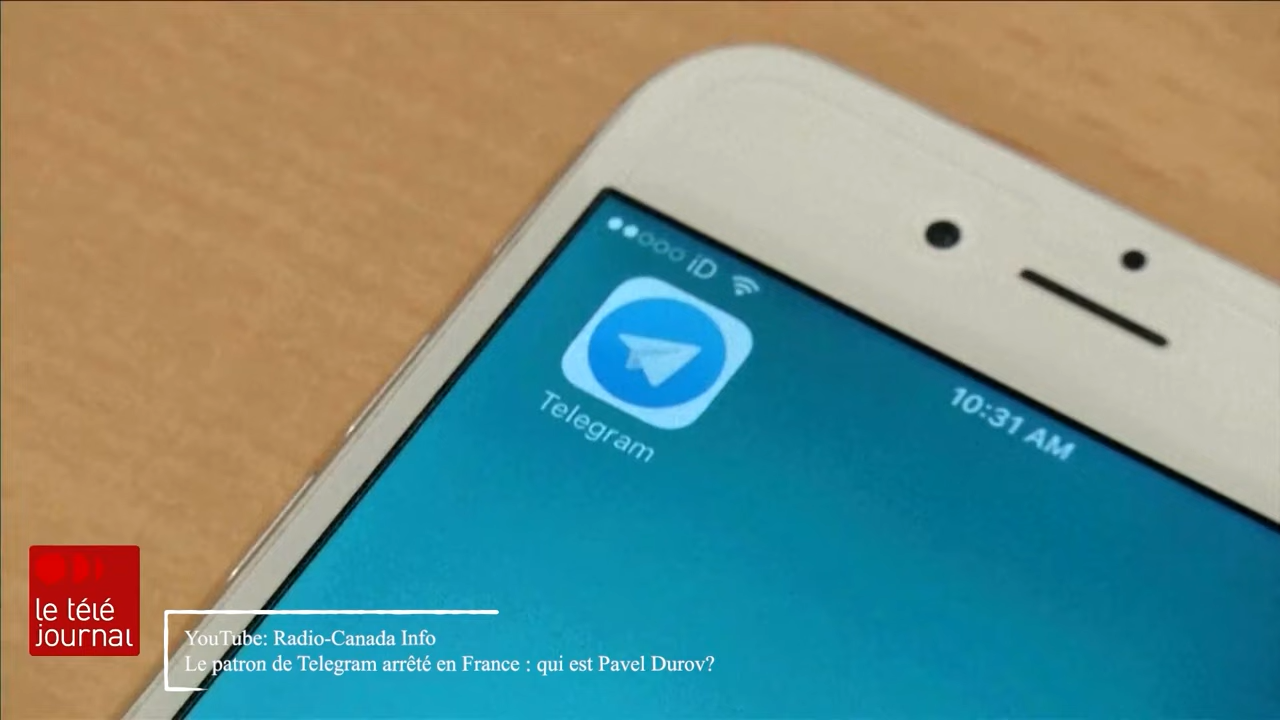 iD
Telegram
10:31 AM
le télé
journal
YouTube: Radio-Canada Info
Le patron de Telegram arrêté en France : qui est Pavel Durov?